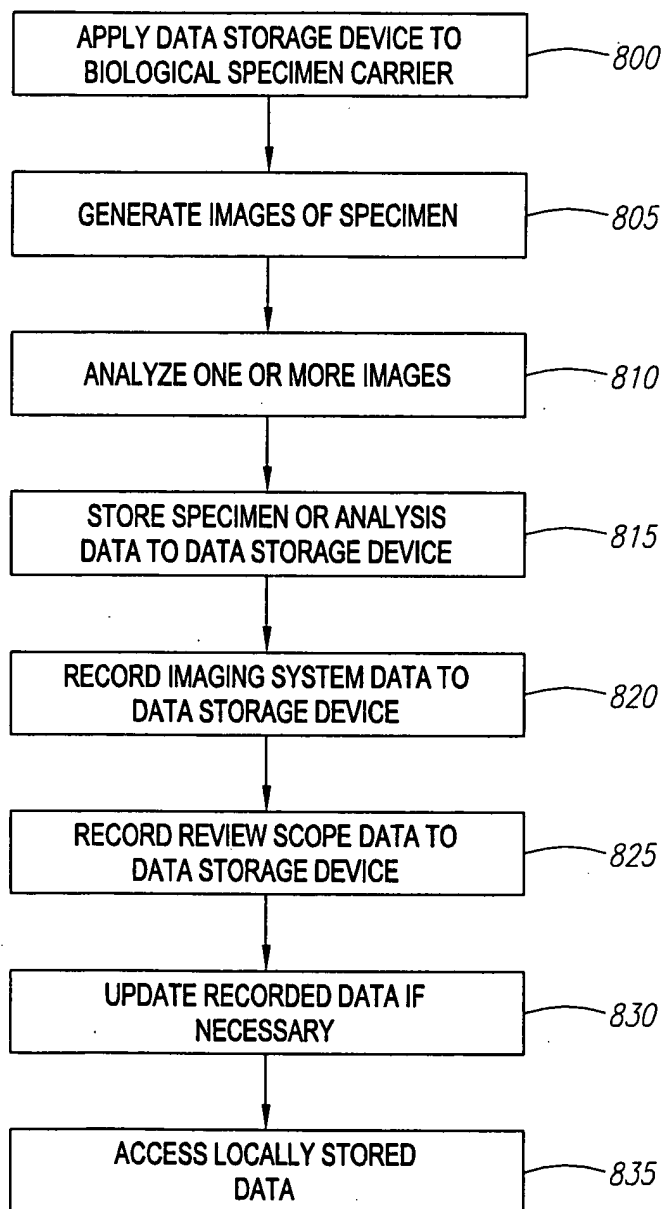 APPLY DATA STORAGE DEVICE TO
BIOLOGICAL SPECIMEN CARRIER
800
GENERATE IMAGES OF SPECIMEN
805
ANALYZE ONE OR MORE IMAGES
810
STORE SPECIMEN OR ANALYSIS
DATA TO DATA STORAGE DEVICE
815
RECORD IMAGING SYSTEM DATA TO
DATA STORAGE DEVICE
820
RECORD REVIEW SCOPE DATA TO
DATA STORAGE DEVICE
825
UPDATE RECORDED DATA IF
NECESSARY
830
ACCESS LOCALLY STORED
DATA
835